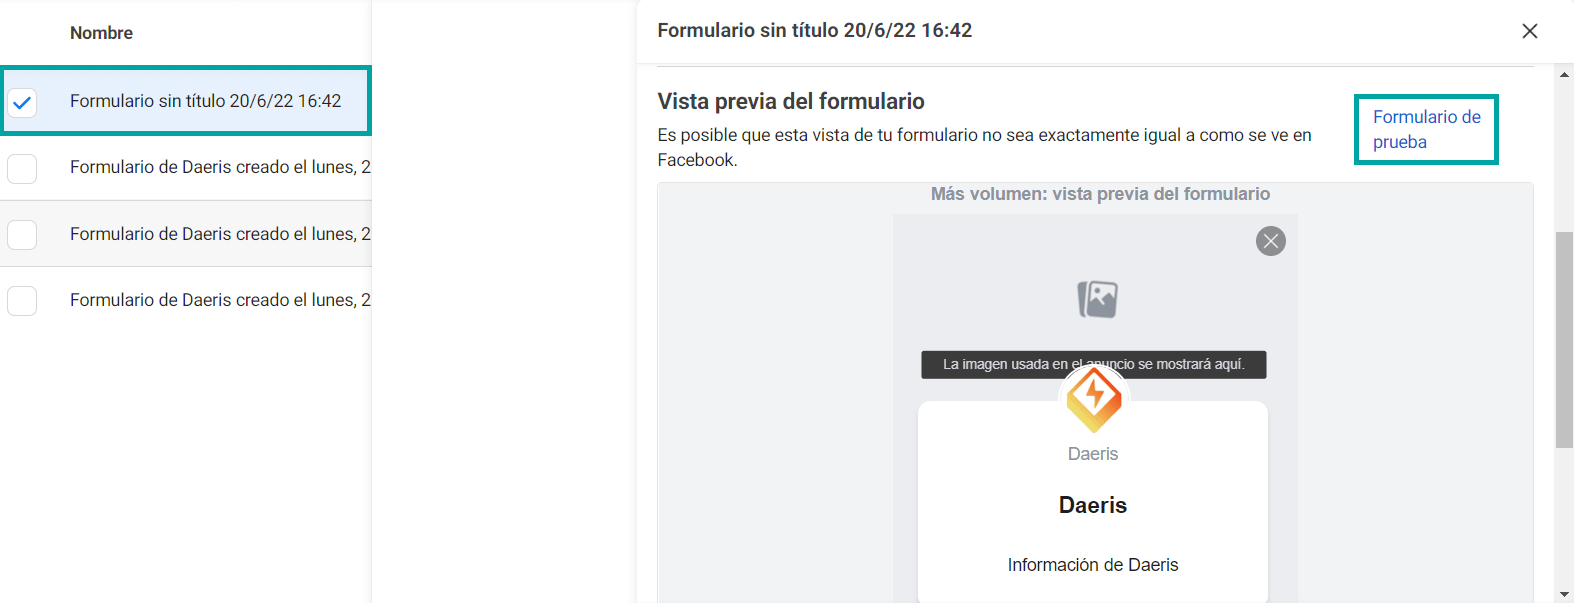 Nombre
Formulario sin título 20/6/22 16:42
Formulario de Daeris creado el lunes, 2
Formulario de Daeris creado el lunes, 2
Formulario de Daeris creado el lunes, 2
Formulario sin título 20/6/22 16:42
Vista previa del formulario
Es posible que esta vista de tu formulario no sea exactamente igual a como se ve en
Facebook.
Formulario de
prueba
Más volumen: vista previa del formulario
La imagen usada en el anuncio se mostrará aquí.
Daeris
Daeris
Información de Daeris